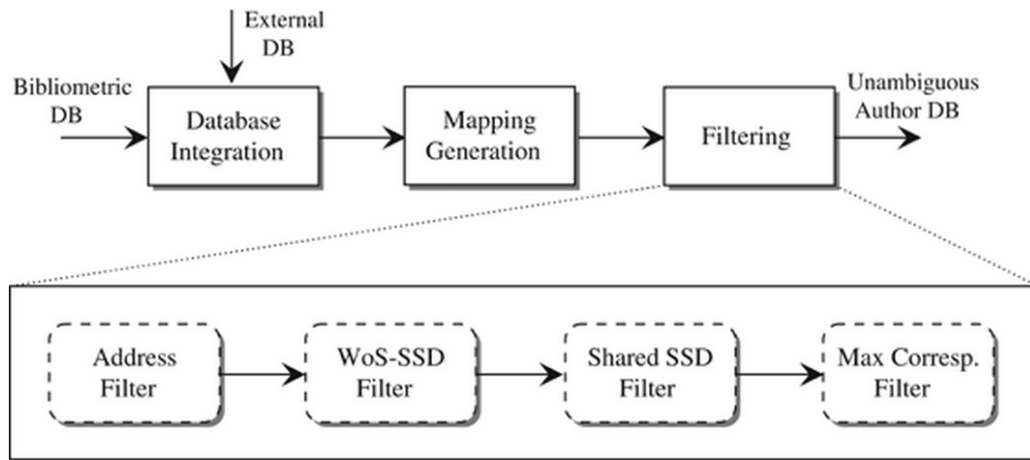 External
DB
Bibliometric
DB
Database
Integration
Mapping
Generation
Filtering
Unambiguous
Author DB
Address
Filter
WoS-SSD
Filter
Shared SSD
Filter
Max Corresp.
Filter